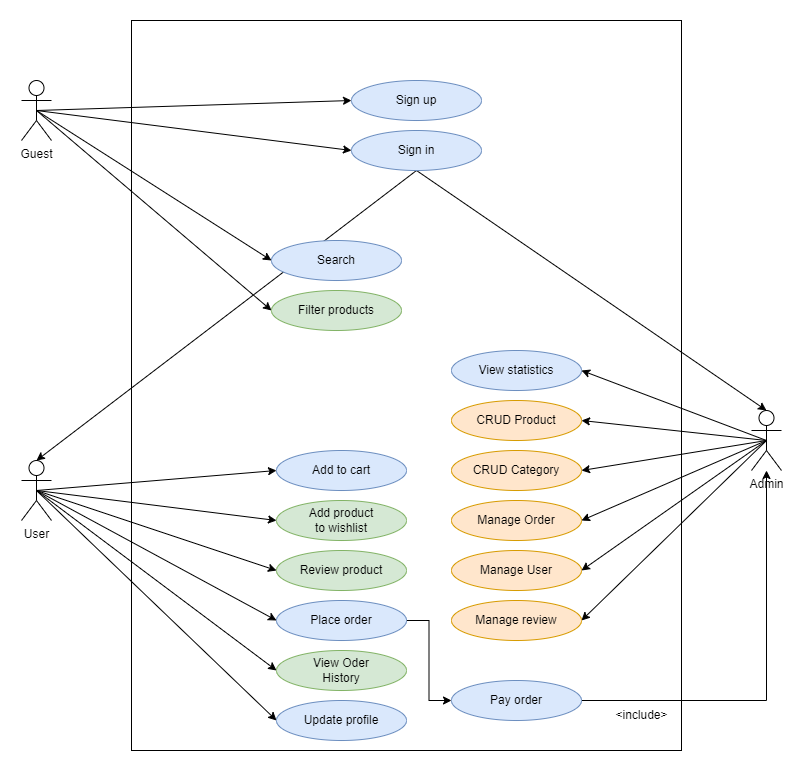 Sign up
Guest
Sign in
Search
Filter products
View statistics
CRUD Product
Add to cart
CRUD Category
Admin
User
Add product
to wishlist
Manage Order
Review product
Manage User
Place order
Manage review
View Oder
History
Pay order
<include>
Update profile